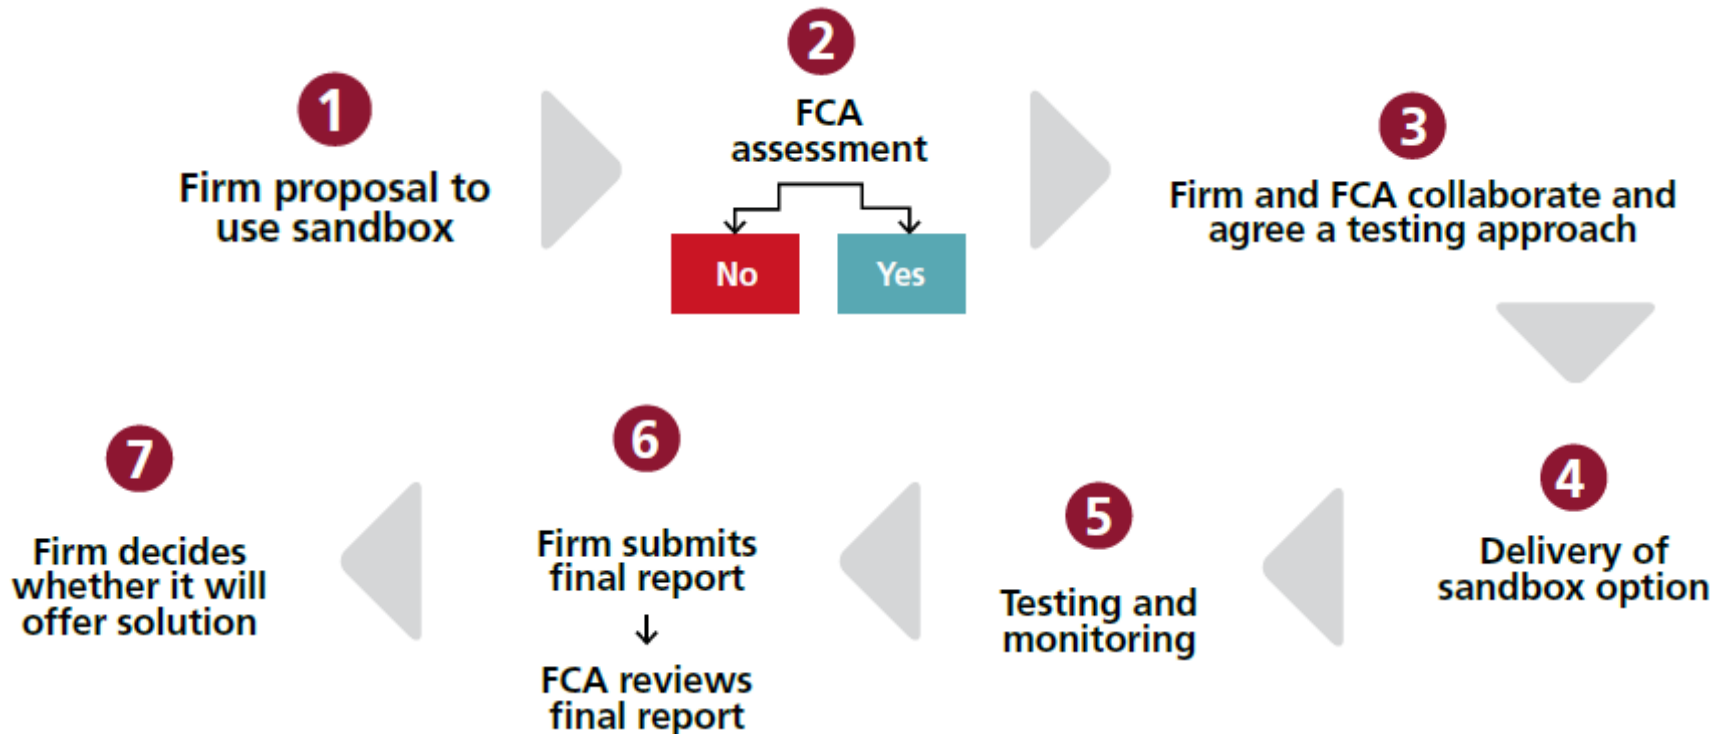 1
Firm proposal to
use sandbox
2
FCA
assessment
No
Yes
3
Firm and FCA collaborate and
agree a testing approach
4
Delivery of
sandbox option
5
Testing and
monitoring
6
Firm submits
final report
FCA reviews
final report
7
Firm decides
whether it will
offer solution